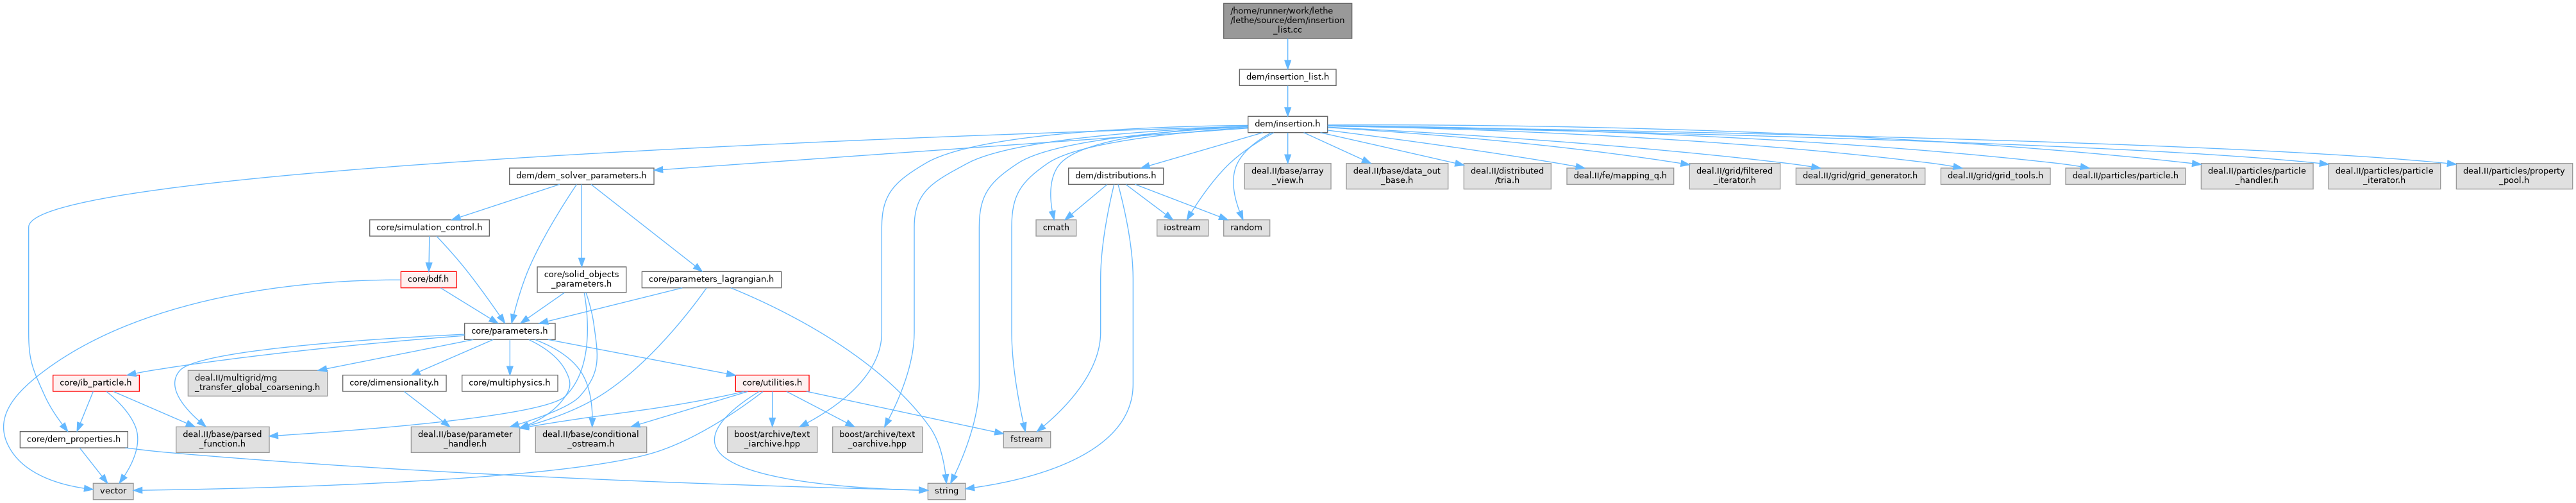 /home/runner/work/lethe
/lethe/source/dem/insertion
_list.cc
dem/insertion_list.h
dem/insertion.h
dem/dem_solver_parameters.h
dem/distributions.h
deal.II/base/array
_view.h
deal.II/base/data_out
_base.h
deal.II/distributed
/tria.h
deal.II/fe/mapping_q.h
deal.II/grid/filtered
_iterator.h
deal.II/grid/grid_generator.h
deal.II/grid/grid_tools.h
deal.II/particles/particle.h
deal.II/particles/particle
_handler.h
deal.II/particles/particle
_iterator.h
deal.II/particles/property
_pool.h
core/simulation_control.h
cmath
iostream
random
core/bdf.h
core/solid_objects
_parameters.h
core/parameters_lagrangian.h
core/parameters.h
core/ib_particle.h
deal.II/multigrid/mg
_transfer_global_coarsening.h
core/dimensionality.h
core/multiphysics.h
core/utilities.h
core/dem_properties.h
deal.II/base/parsed
_function.h
deal.II/base/parameter
_handler.h
deal.II/base/conditional
_ostream.h
boost/archive/text
_iarchive.hpp
boost/archive/text
_oarchive.hpp
fstream
vector
string